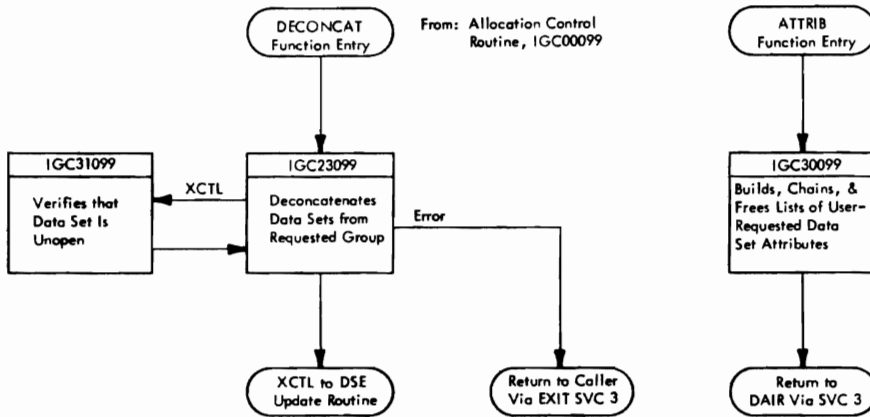 DECONCAT
Function Entry
From: Allocation Control
Routine, IGC00099
ATTRIB
Function Entry
IGC31099
Verifies that
Data Set Is
Unopen
XCTL
IGC23099
Deconcatenates
Data Sets from
Requested Group
Error
IGC30099
Builds, Chains, &
Frees Lists of User-
Requested Data
Set Attributes
XCTL to DSE
Update Routine
Return to Caller
Via EXIT SVC 3
Return to
DAIR Via SVC 3